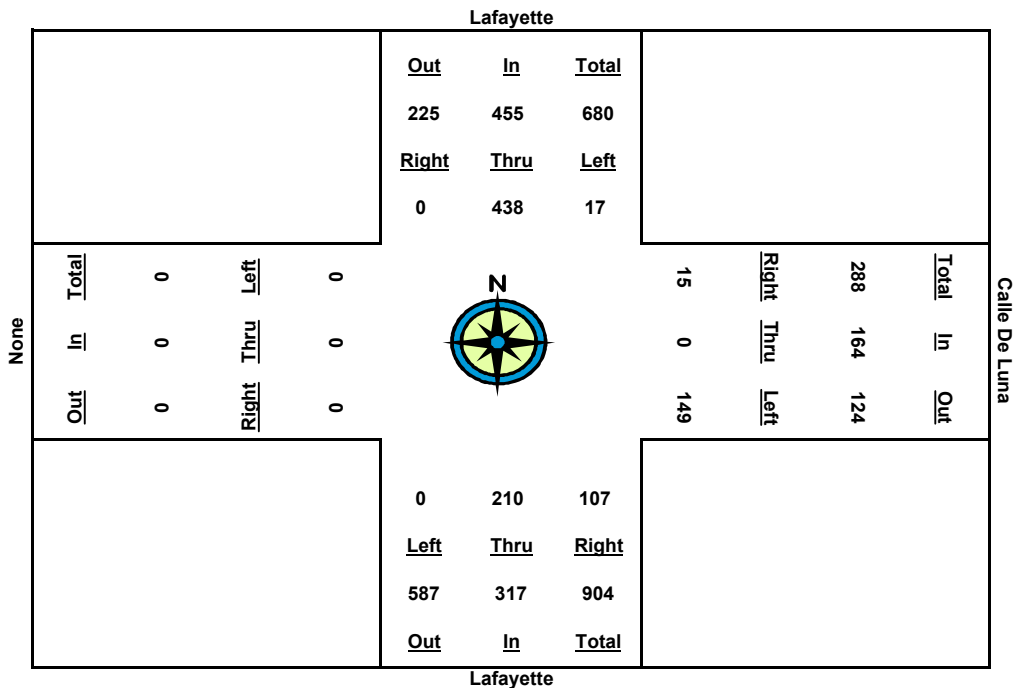 Lafayette
Out In Total
225 455 680
Right Thru Left
0 438 17
None
Total In Out
0 0 0
Left Thru Right
0 0 0
N
15 0 149
Right Thru Left
288 164 124
Total In Out
Calle De Luna
0 210 107
Left Thru Right
587 317 904
Out In Total
Lafayette